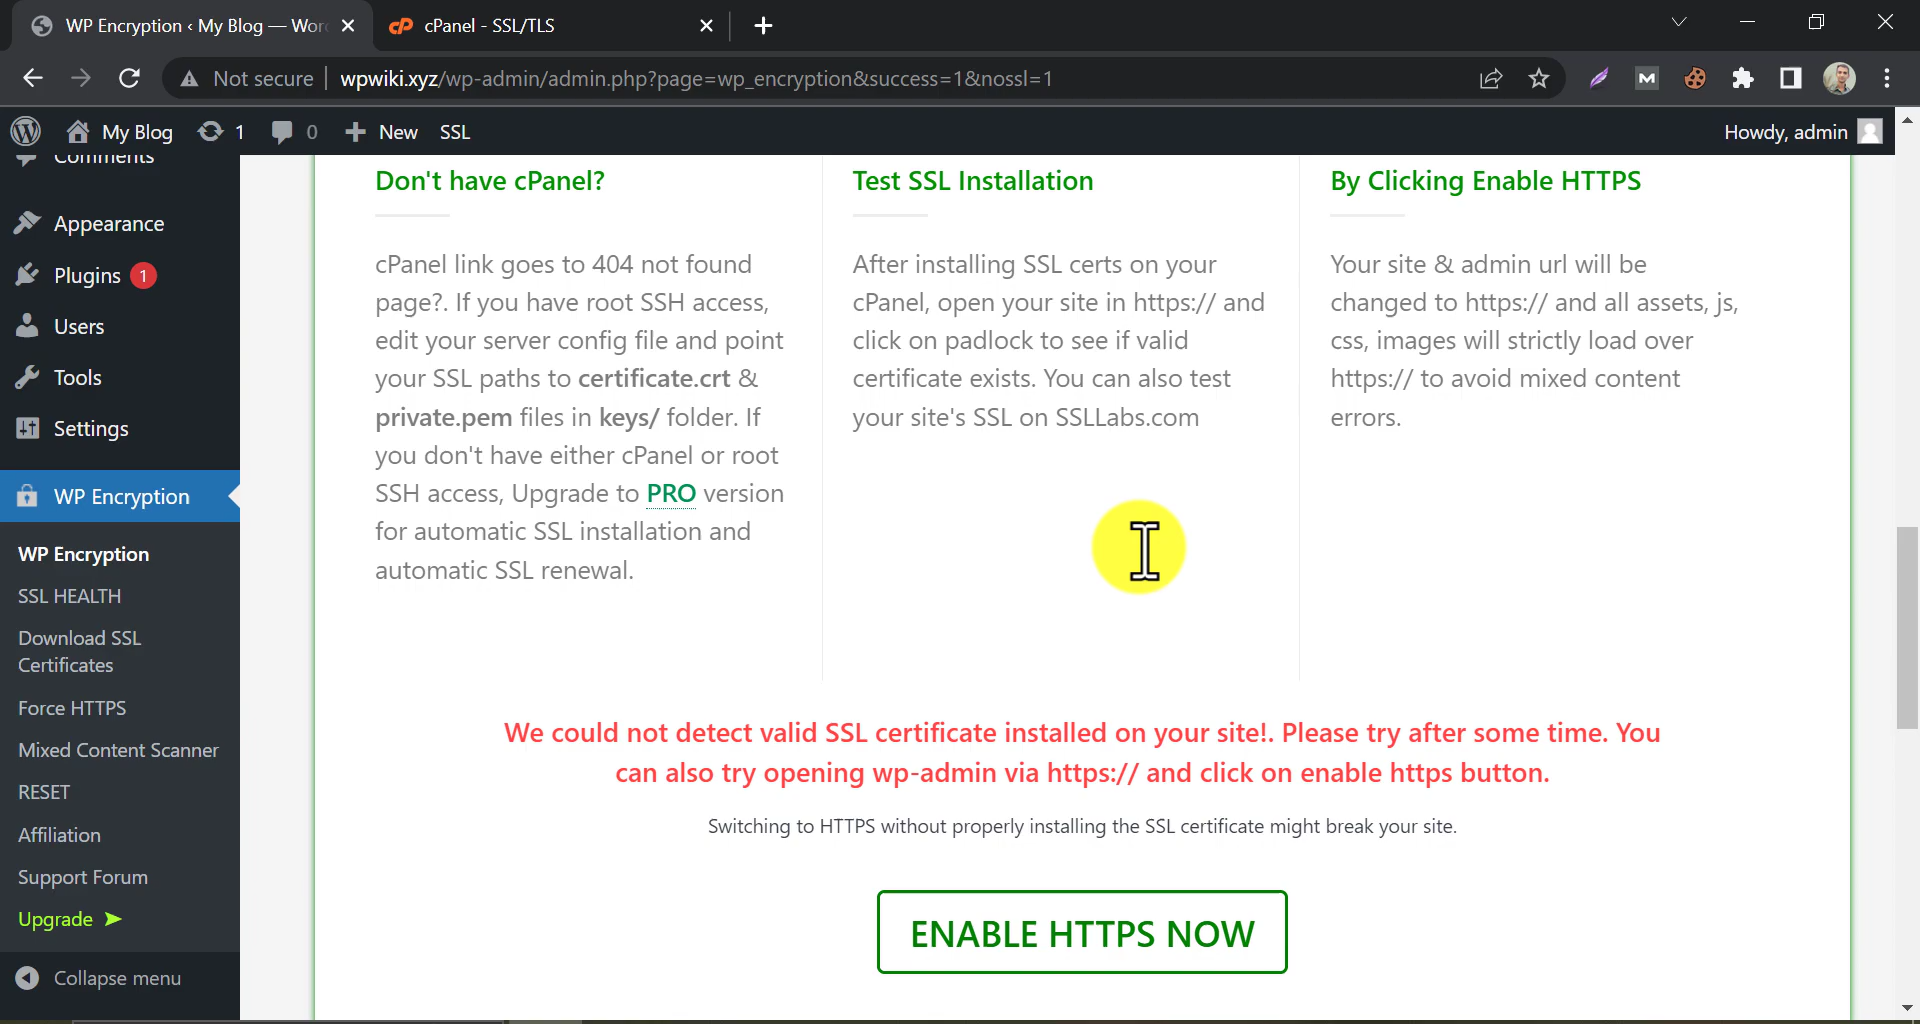 WP Encryption ‹ My Blog — Wor
cPanel - SSL/TLS
Not secure
wpwiki.xyz/wp-admin/admin.php?page=wp_encryption&success=1&nossl=1
My Blog
1
0
New
SSL
Howdy, admin
Comments
Appearance
Plugins 1
Users
Tools
Settings
WP Encryption
WP Encryption
SSL HEALTH
Download SSL
Certificates
Force HTTPS
Mixed Content Scanner
RESET
Affiliation
Support Forum
Upgrade ➤
Collapse menu
Don't have cPanel?
cPanel link goes to 404 not found
page?. If you have root SSH access,
edit your server config file and point
your SSL paths to certificate.crt &
private.pem files in keys/ folder. If
you don't have either cPanel or root
SSH access, Upgrade to PRO version
for automatic SSL installation and
automatic SSL renewal.
Test SSL Installation
After installing SSL certs on your
cPanel, open your site in https:// and
click on padlock to see if valid
certificate exists. You can also test
your site's SSL on SSLLabs.com
By Clicking Enable HTTPS
Your site & admin url will be
changed to https:// and all assets, js,
css, images will strictly load over
https:// to avoid mixed content
errors.
We could not detect valid SSL certificate installed on your site!. Please try after some time. You
can also try opening wp-admin via https:// and click on enable https button.
Switching to HTTPS without properly installing the SSL certificate might break your site.
ENABLE HTTPS NOW